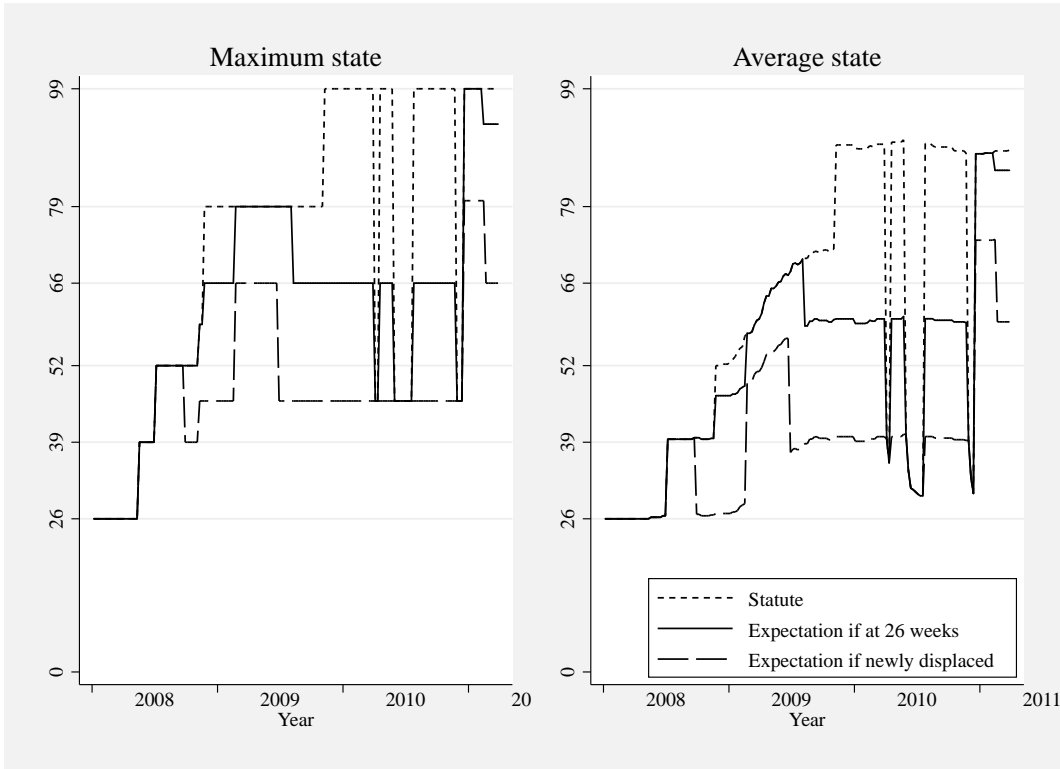 Maximum state
99
79
66
52
39
26
0
2008 2009 2010 20
Year
Average state
99
79
66
52
39
26
0
Statute
Expectation if at 26 weeks
Expectation if newly displaced
2008 2009 2010 2011
Year